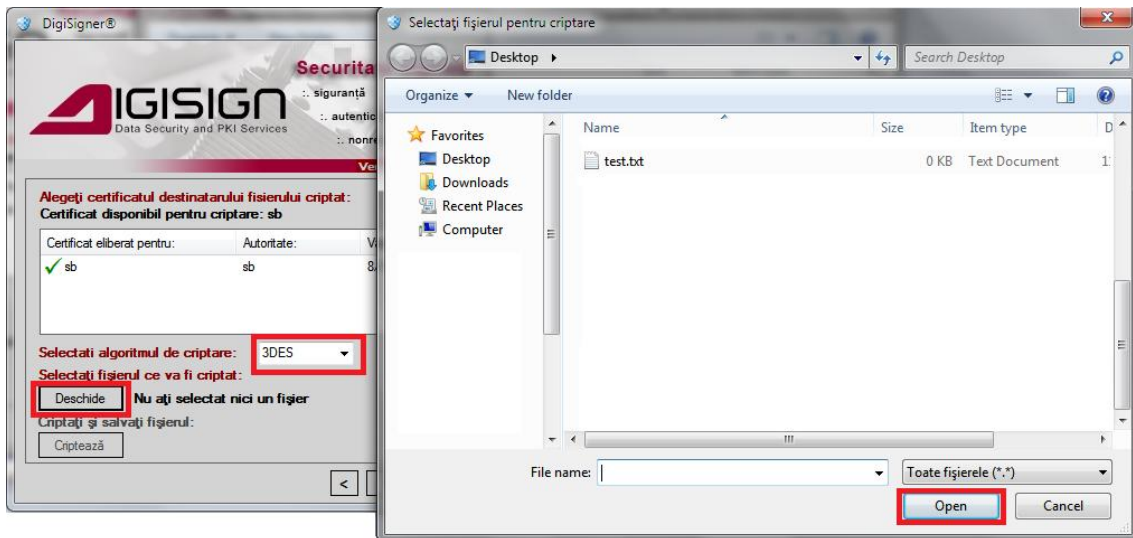 DigiSigner®
Securita
:. siguranță
DIGISIGN
:. autentic
Data Security and PKI Services
:. nonre
Ve
Alegeţi certificatul destinatarului fisierului criptat:
Certificat disponibil pentru criptare: sb
Certificat eliberat pentru: Autoritate: Va
sb sb 8/
Selectati algoritmul de criptare: 3DES
Selectaţi fişierul ce va fi criptat:
Deschide Nu aţi selectat nici un fişier
Criptaţi şi salvaţi fişierul:
Criptează
<
Selectaţi fişierul pentru criptare
Desktop
Search Desktop
Organize New folder
Favorites
Desktop
Downloads
Recent Places
Computer
Name Size Item type D
test.txt 0 KB Text Document 1
File name: Toate fişierele (*.*)
Open Cancel